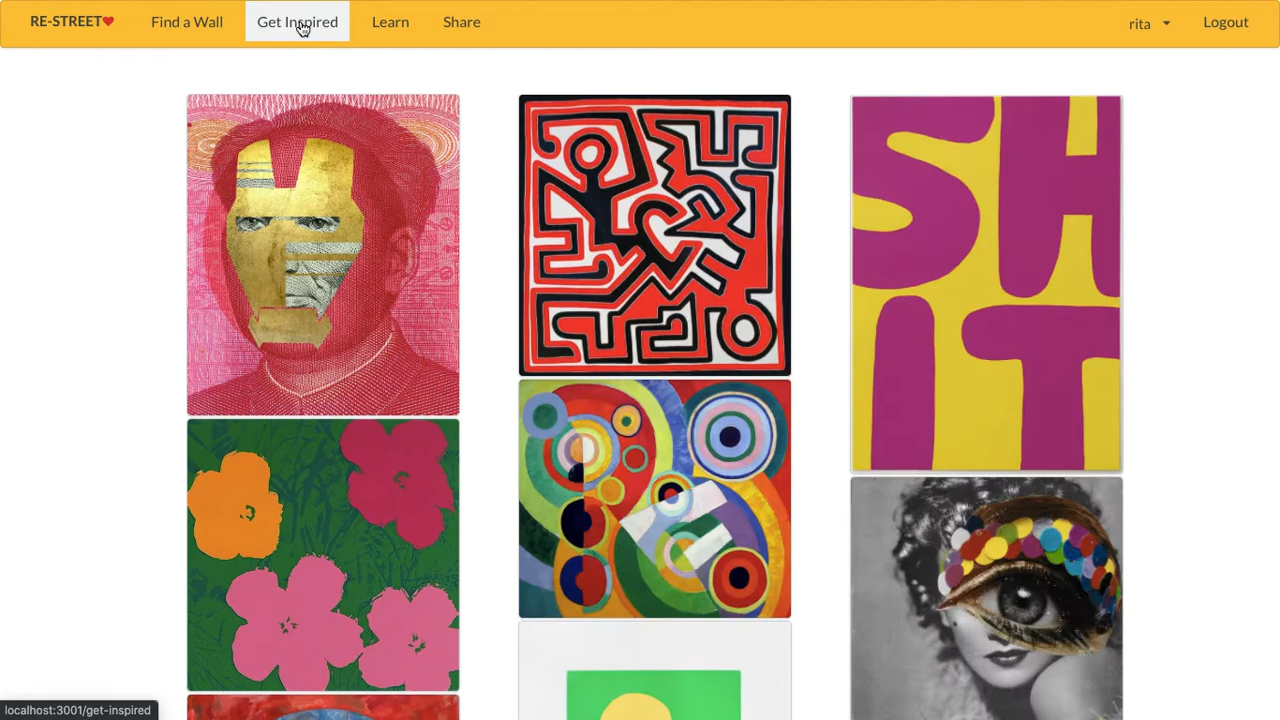 RE-STREET❤ Find a Wall Get Inspired Learn Share rita Logout
SH
IT
localhost:3001/get-inspired